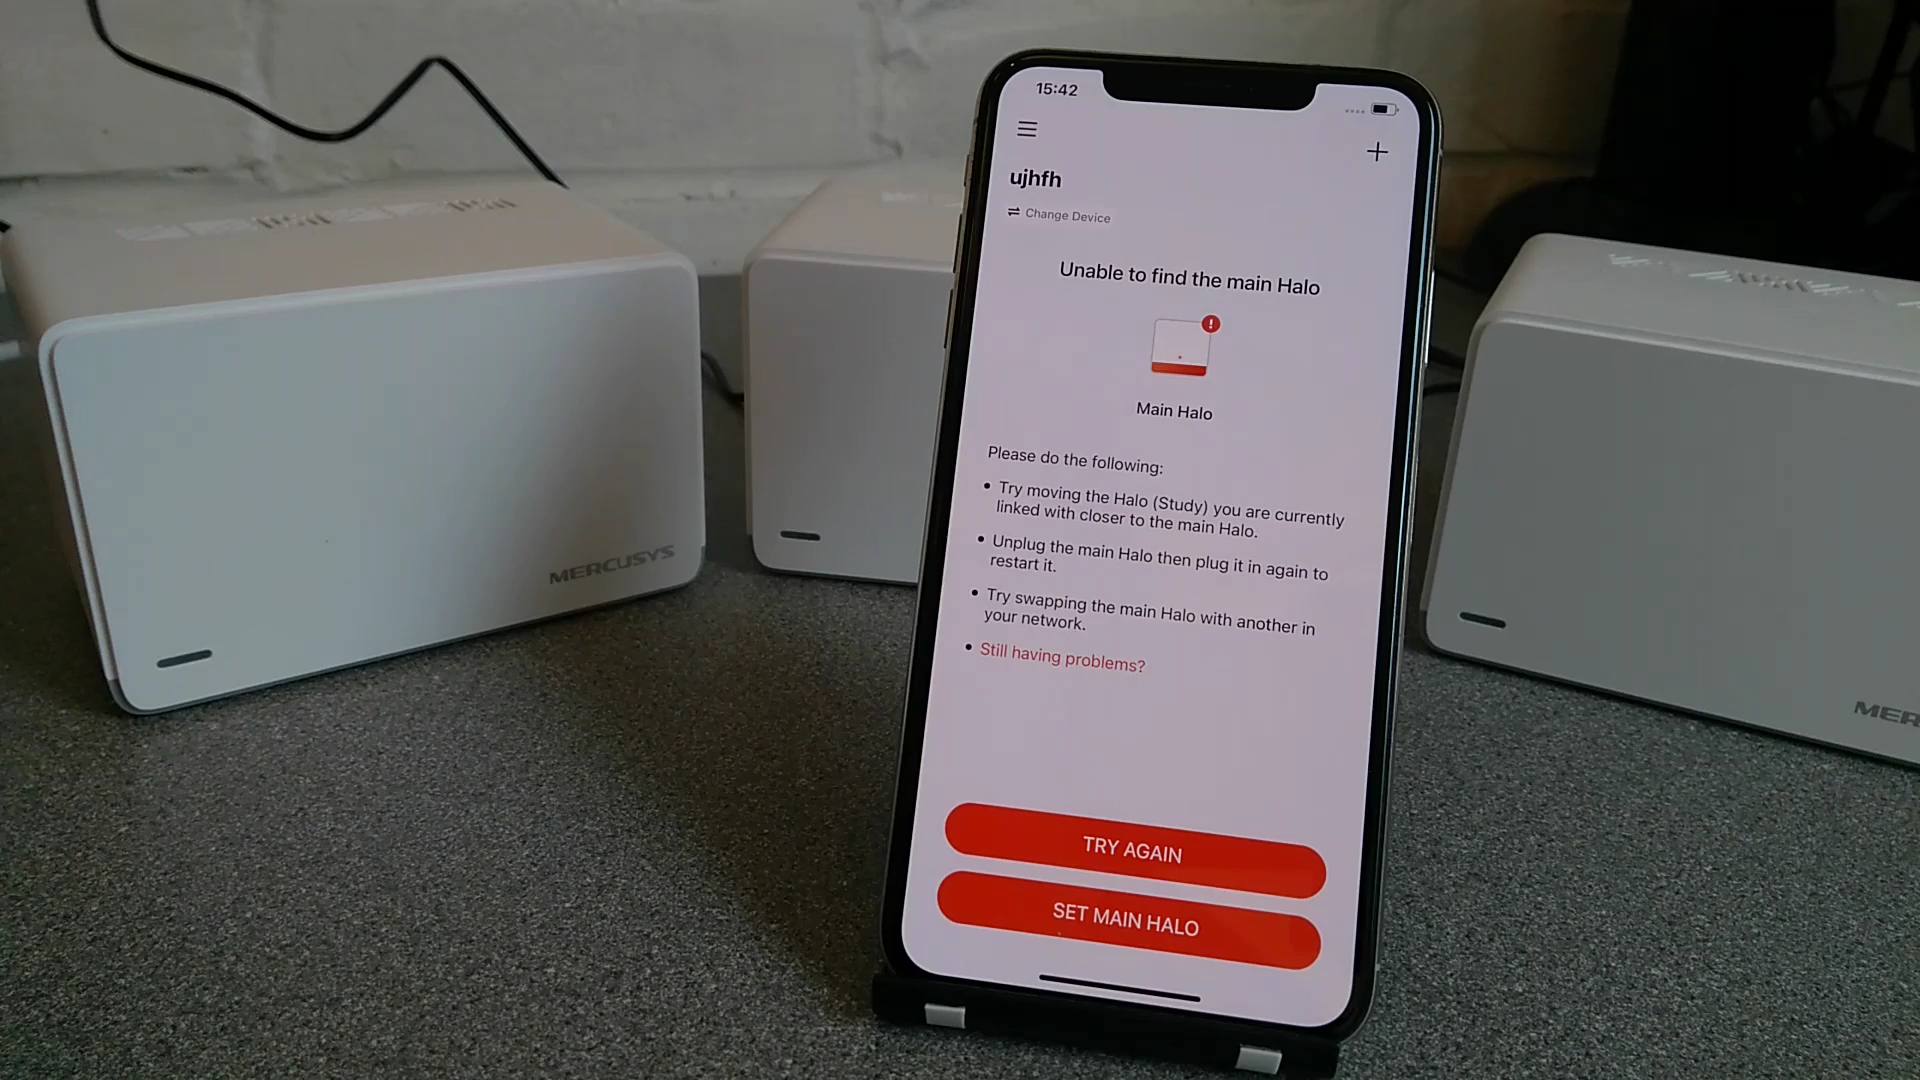 15:42
ujhfh
Change Device
Unable to find the main Halo
!
Main Halo
Please do the following:
• Try moving the Halo (Study) you are currently
linked with closer to the main Halo.
• Unplug the main Halo then plug it in again to
restart it.
• Try swapping the main Halo with another in
your network.
• Still having problems?
TRY AGAIN
SET MAIN HALO
MERCUSYS
MER